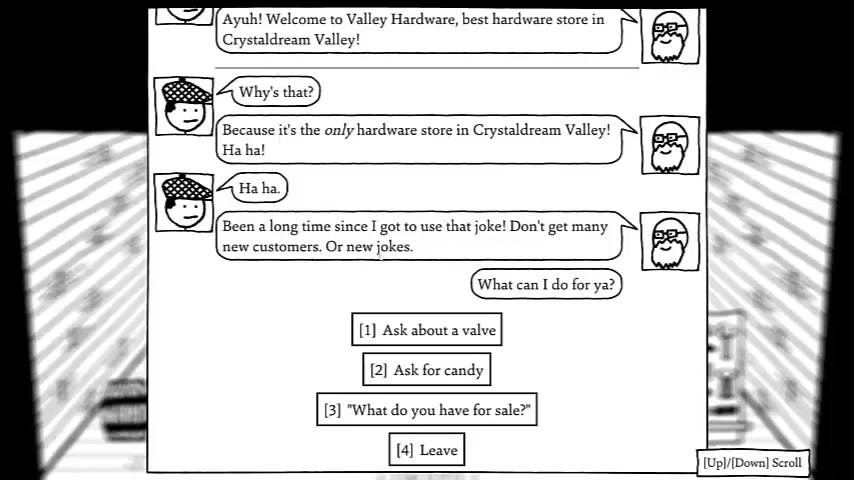 Ayuh! Welcome to Valley Hardware, best hardware store in
Crystaldream Valley!
Why's that?
Because it's the only hardware store in Crystaldream Valley!
Ha ha!
Ha ha.
Been a long time since I got to use that joke! Don't get many
new customers. Or new jokes.
What can I do for ya?
[1] Ask about a valve
[2] Ask for candy
[3] "What do you have for sale?"
[4] Leave
[Up]/[Down] Scroll